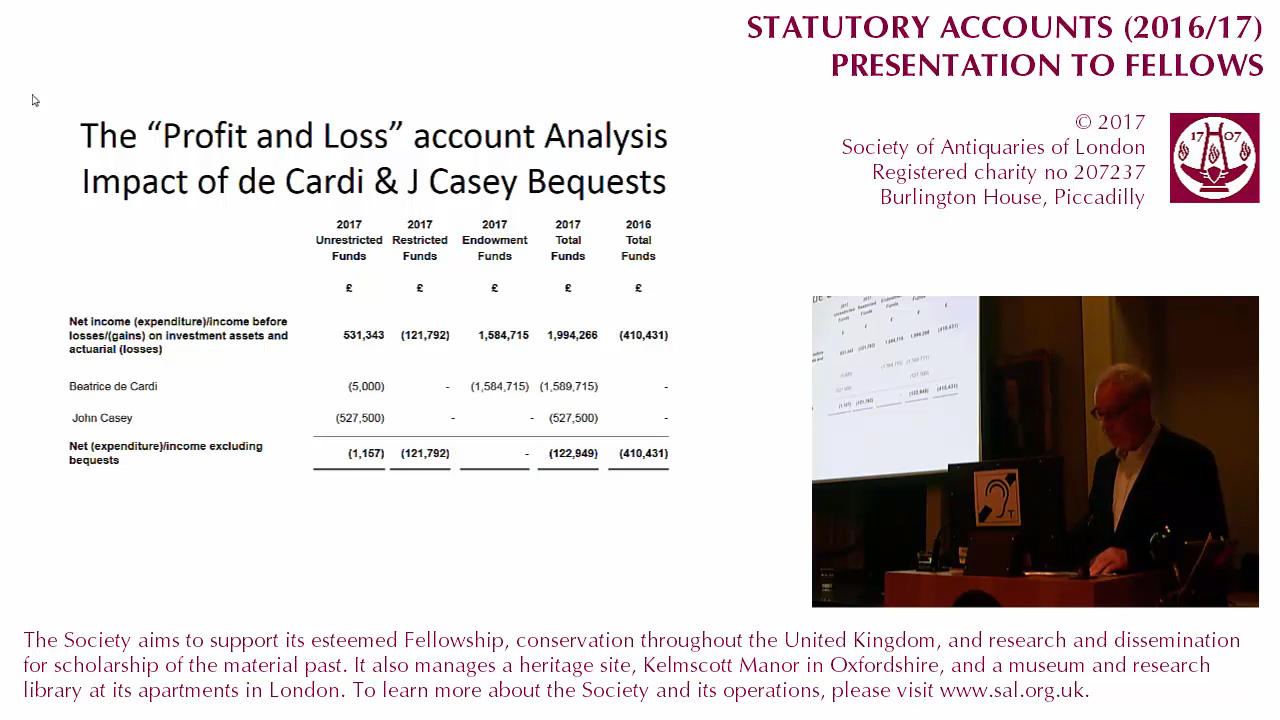 STATUTORY ACCOUNTS (2016/17)
PRESENTATION TO FELLOWS
© 2017
Society of Antiquaries of London
Registered charity no 207237
Burlington House, Piccadilly
17 07
The “Profit and Loss” account Analysis
Impact of de Cardi & J Casey Bequests
2017 2017 2017 2017 2016
Unrestricted Restricted Endowment Total Total
Funds Funds Funds Funds Funds
£ £ £ £ £
Net income (expenditure)/income before
losses/(gains) on investment assets and 531,343 (121,792) 1,584,715 1,994,266 (410,431)
actuarial (losses)
Beatrice de Cardi (5,000) - (1,584,715) (1,589,715) -
John Casey (527,500) - - (527,500) -
Net (expenditure)/income excluding
bequests (1,157) (121,792) - (122,949) (410,431)
T
The Society aims to support its esteemed Fellowship, conservation throughout the United Kingdom, and research and dissemination
for scholarship of the material past. It also manages a heritage site, Kelmscott Manor in Oxfordshire, and a museum and research
library at its apartments in London. To learn more about the Society and its operations, please visit www.sal.org.uk.